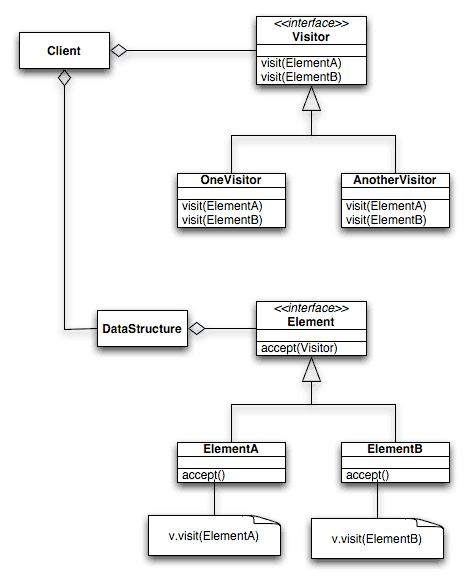 Client
<<interface>>
Visitor
visit(ElementA)
visit(ElementB)
OneVisitor
visit(ElementA)
visit(ElementB)
AnotherVisitor
visit(ElementA)
visit(ElementB)
DataStructure
<<interface>>
Element
accept(Visitor)
ElementA
accept()
ElementB
accept()
v.visit(ElementA)
v.visit(ElementB)